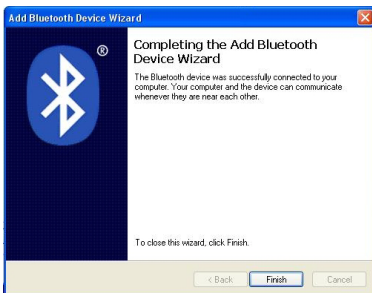 Add Bluetooth Device Wizard
®
Completing the Add Bluetooth
Device Wizard
The Bluetooth device was successfully connected to your
computer. Your computer and the device can communicate
whenever they are near each other.
To close this wizard, click Finish.
< Back
Finish
Cancel